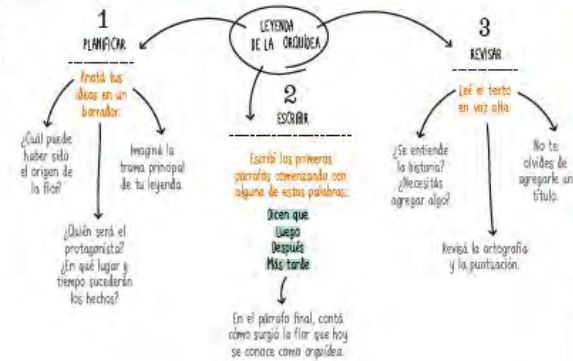 LEYENDA
DE LA ORQUÍDEA
1
PLANIFICAR
Anotá tus
ideas en un
borrador.
¿Cuál puede
haber sido
el origen de
la flor?
Imaginá la
trama principal
de tu leyenda.
¿Quién será el
protagonista?
¿En qué lugar y
tiempo sucederán
los hechos?
2
ESCRIBIR
Escribí los primeros
párrafos comenzando con
alguna de estas palabras:
Dicen que
Luego
Después
Más tarde
En el párrafo final, contá
cómo surgió la flor que hoy
se conoce como orquídea.
3
REVISAR
Leé el texto
en voz alta.
¿Se entiende
la historia?
¿Necesitás
agregar algo?
No te
olvides de
agregarle un
título.
Revisá la ortografía
y la puntuación.